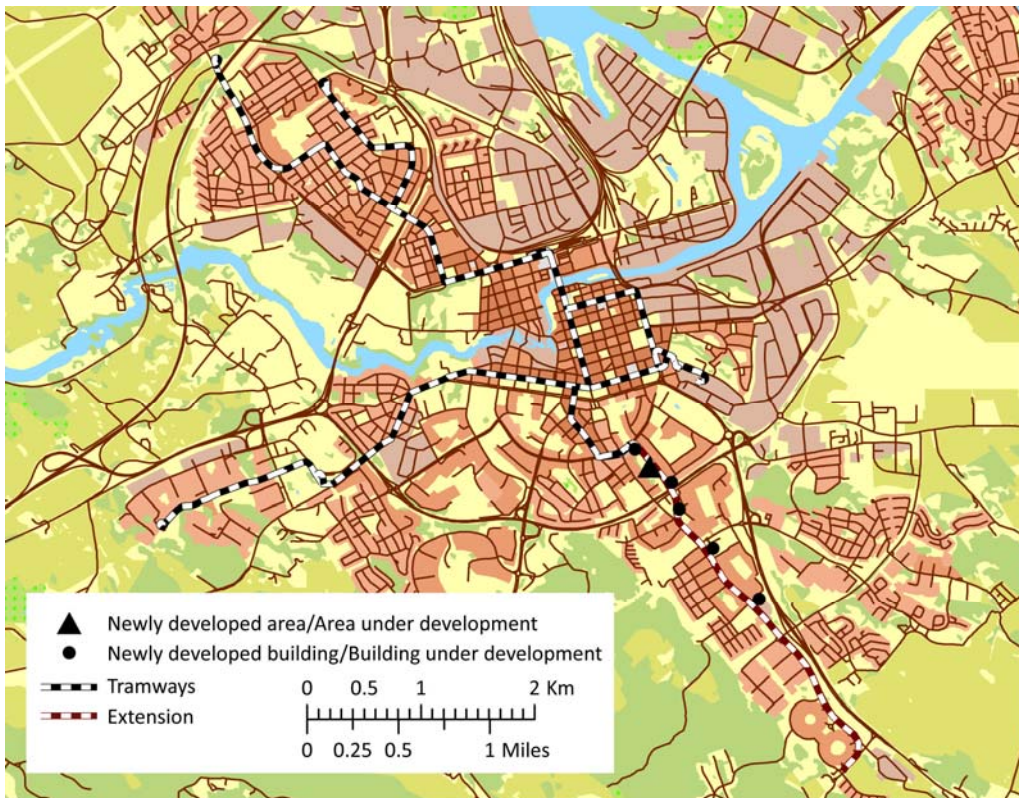 Newly developed area/Area under development
Newly developed building/Building under development
Tramways
Extension
0 0.5 1 2 Km
0 0.25 0.5 1 Miles